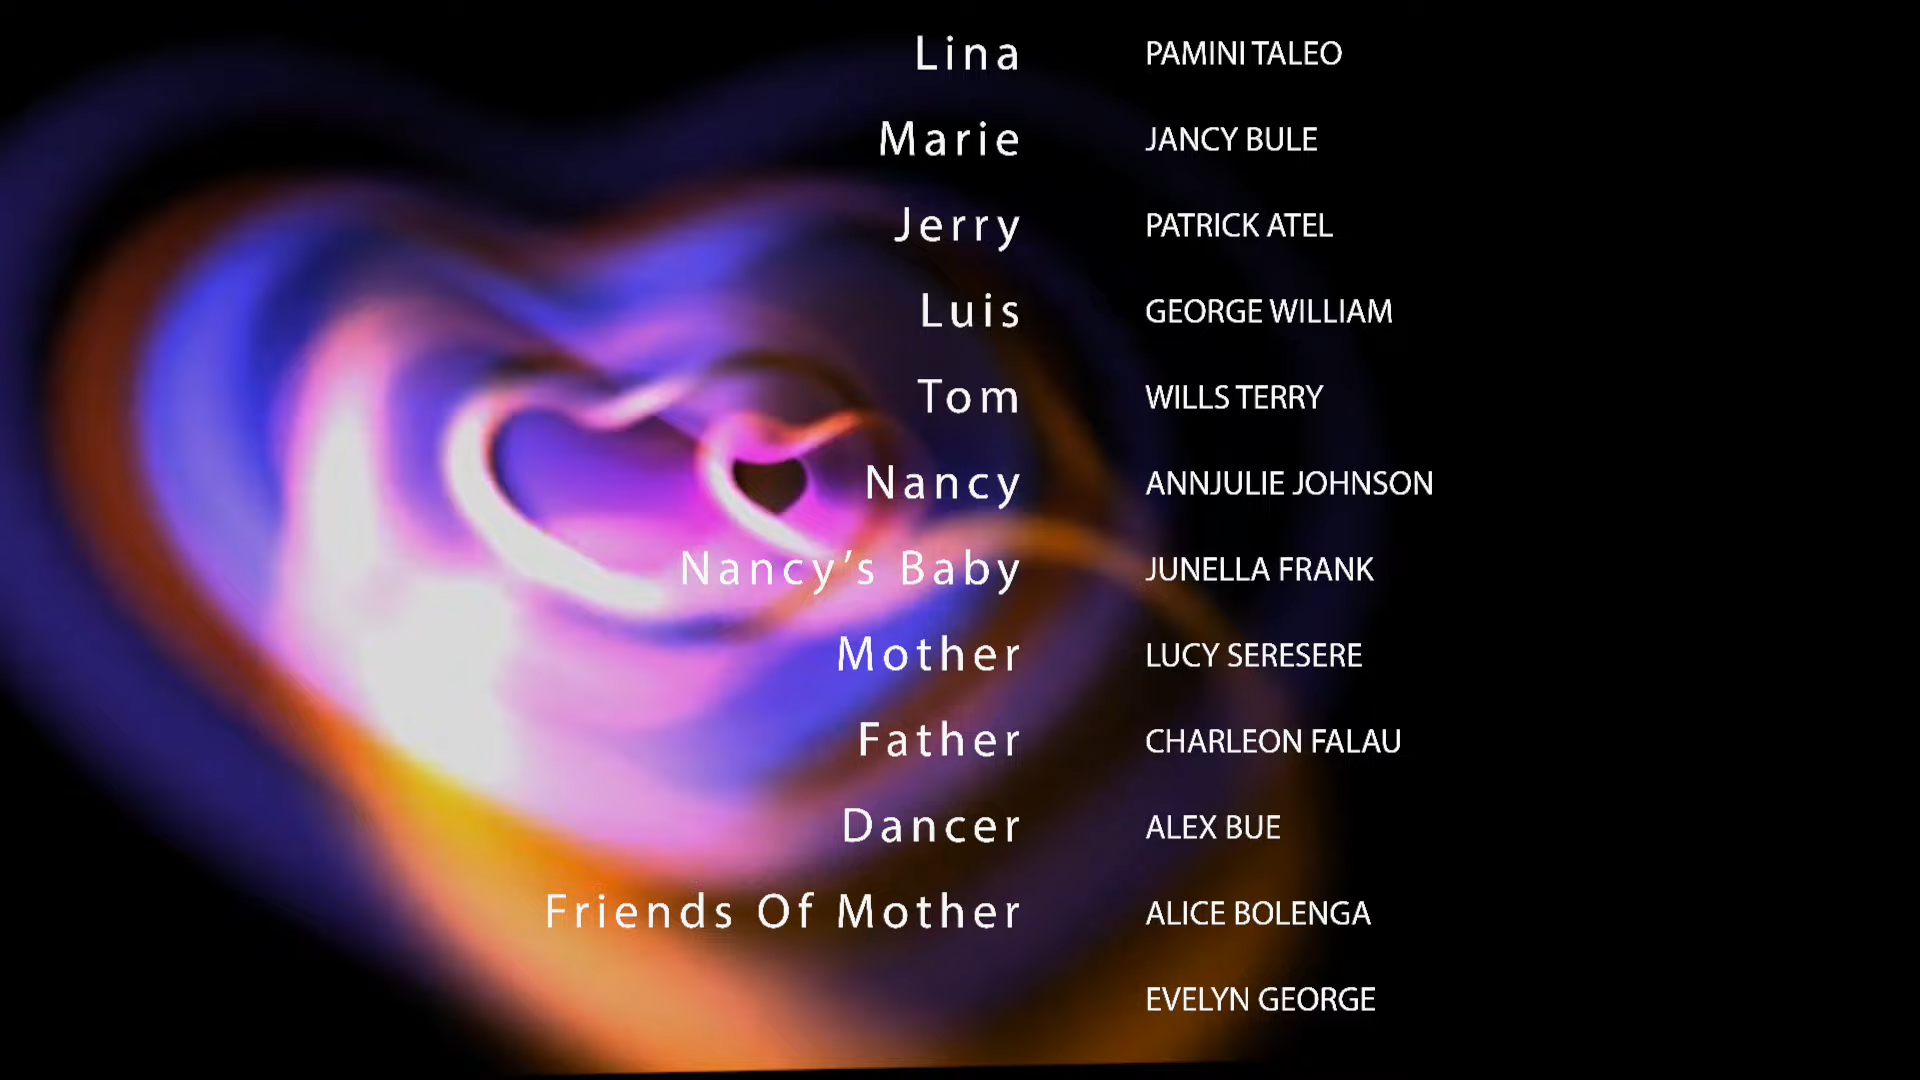 Lina PAMINI TALEO
Marie JANCY BULE
Jerry PATRICK ATEL
Luis GEORGE WILLIAM
Tom WILLS TERRY
Nancy ANNJULIE JOHNSON
Nancy’s Baby JUNELLA FRANK
Mother LUCY SERESERE
Father CHARLEON FALAU
Dancer ALEX BUE
Friends Of Mother ALICE BOLENGA
EVELYN GEORGE